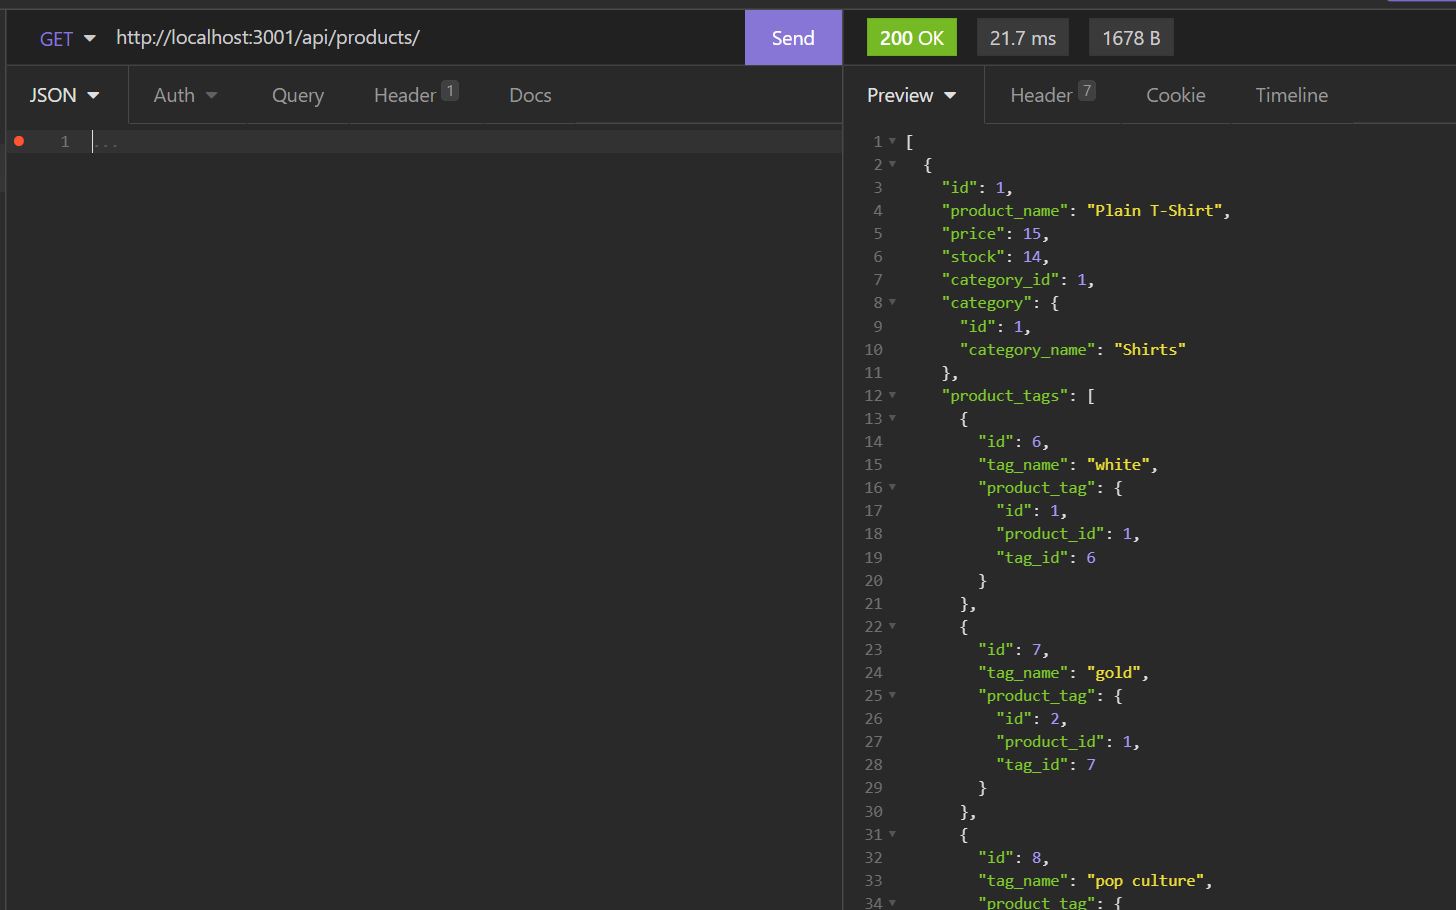 GET http://localhost:3001/api/products/ Send 200 OK 21.7 ms 1678 B
JSON Auth Query Header 1 Docs
Preview Header 7 Cookie Timeline
1 ...
1 [
2 {
3 "id": 1,
4 "product_name": "Plain T-Shirt",
5 "price": 15,
6 "stock": 14,
7 "category_id": 1,
8 "category": {
9 "id": 1,
10 "category_name": "Shirts"
11 },
12 "product_tags": [
13 {
14 "id": 6,
15 "tag_name": "white",
16 "product_tag": {
17 "id": 1,
18 "product_id": 1,
19 "tag_id": 6
20 }
21 },
22 {
23 "id": 7,
24 "tag_name": "gold",
25 "product_tag": {
26 "id": 2,
27 "product_id": 1,
28 "tag_id": 7
29 }
30 },
31 {
32 "id": 8,
33 "tag_name": "pop culture",
34 "product_tag": {